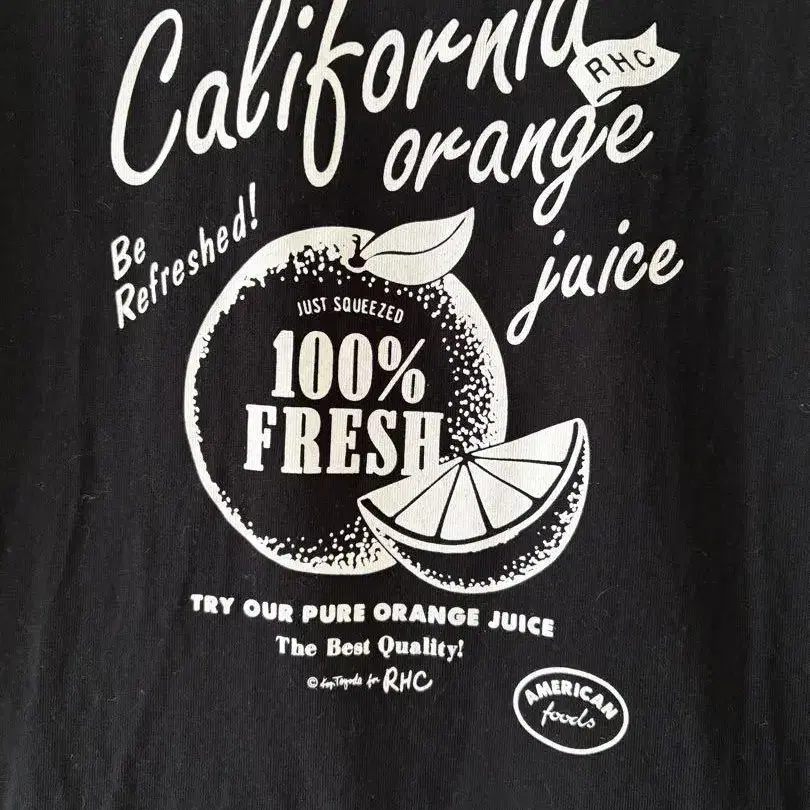 California
RHC
orange
juice
Be
Refreshed!
JUST SQUEEZED
100%
FRESH
TRY OUR PURE ORANGE JUICE
The Best Quality!
© for RHC
AMERICAN
foods